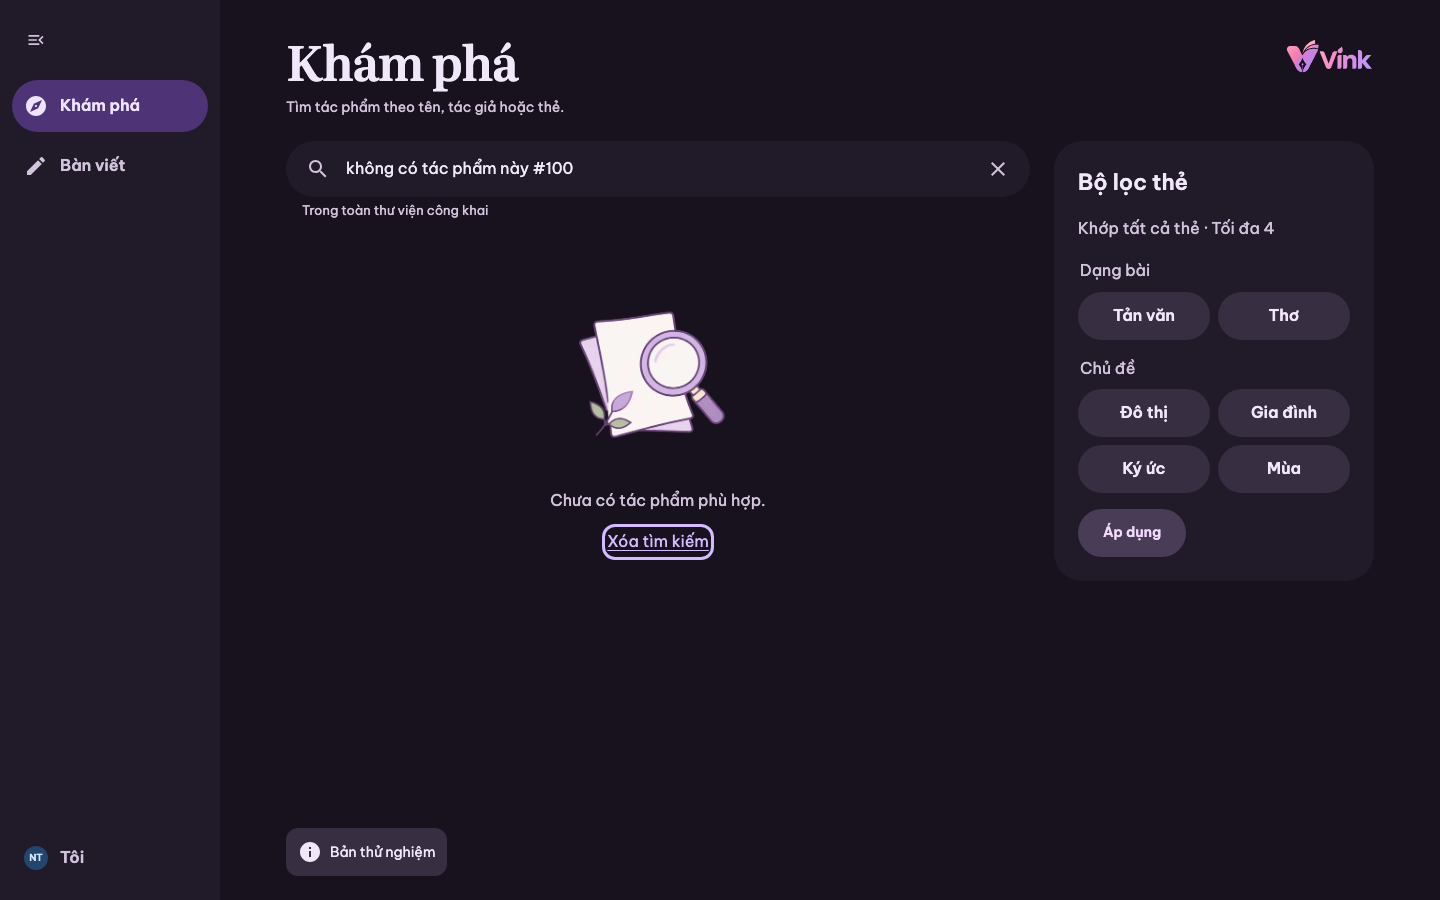 Khám phá
Bàn viết
Tôi
NT
Khám phá
Tìm tác phẩm theo tên, tác giả hoặc thẻ.
Vink
không có tác phẩm này #100
Trong toàn thư viện công khai
Chưa có tác phẩm phù hợp.
Xóa tìm kiếm
Bộ lọc thẻ
Khớp tất cả thẻ · Tối đa 4
Dạng bài
Tản văn
Thơ
Chủ đề
Đô thị
Gia đình
Ký ức
Mùa
Áp dụng
Bản thử nghiệm